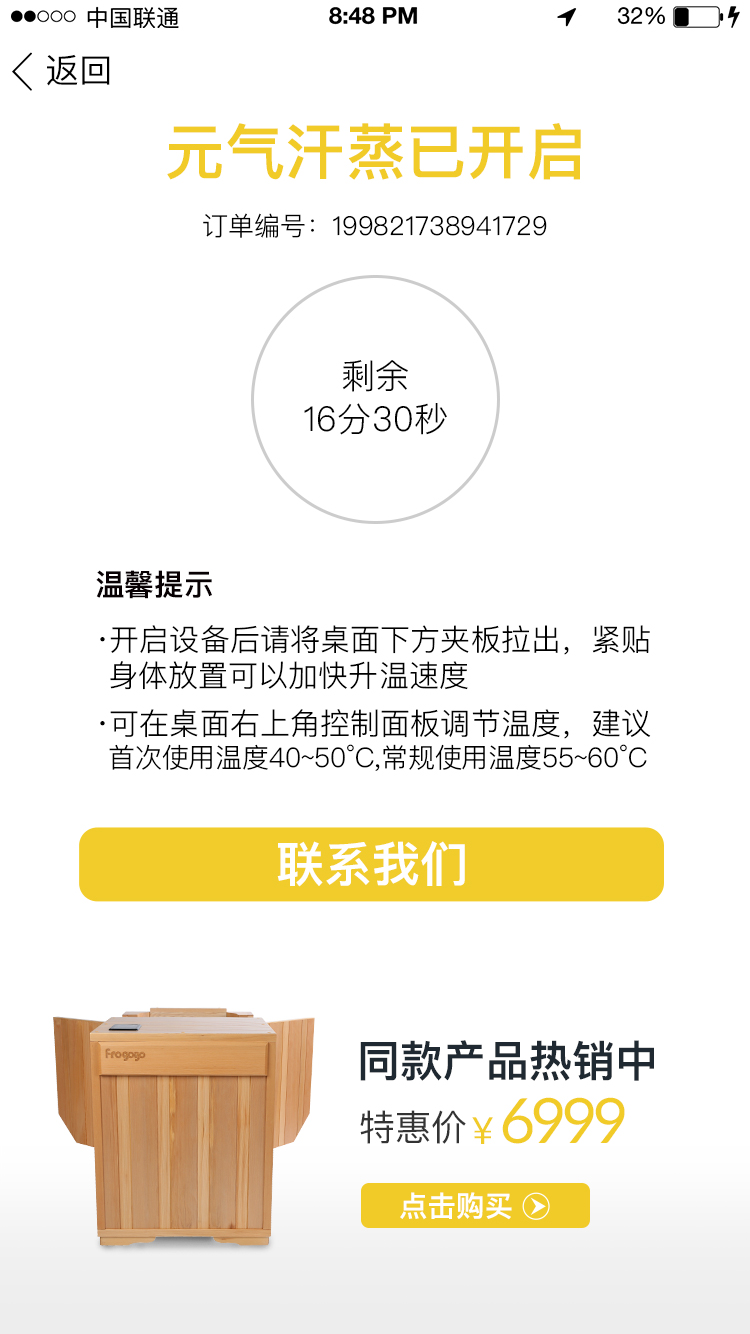 中国联通 8:48 PM 32%
返回
元气汗蒸已开启
订单编号：199821738941729
剩余
16分30秒
温馨提示
·开启设备后请将桌面下方夹板拉出，紧贴
身体放置可以加快升温速度
·可在桌面右上角控制面板调节温度，建议
首次使用温度40~50°C,常规使用温度55~60°C
联系我们
Frogogo
同款产品热销中
特惠价¥6999
点击购买